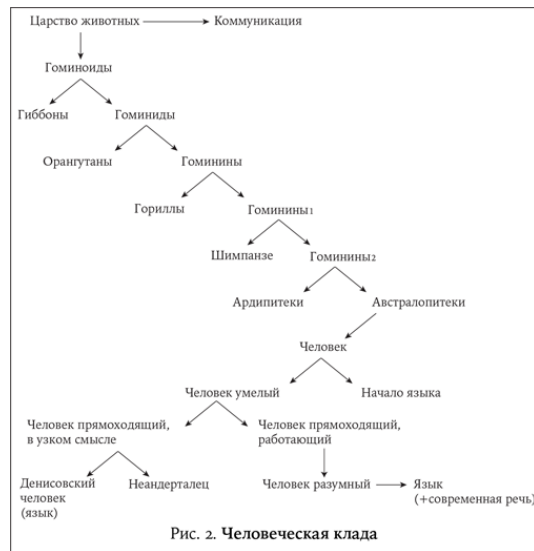 Царство животных
Коммуникация
Гоминоиды
Гиббоны
Гоминиды
Орангутаны
Гоминины
Гориллы
Гоминины1
Шимпанзе
Гоминины2
Ардипитеки
Австралопитеки
Человек
Человек умелый
Начало языка
Человек прямоходящий,
в узком смысле
Человек прямоходящий,
работающий
Денисовский
человек
(язык)
Неандерталец
Человек разумный
Язык
(+современная речь)
Рис. 2. Человеческая клада